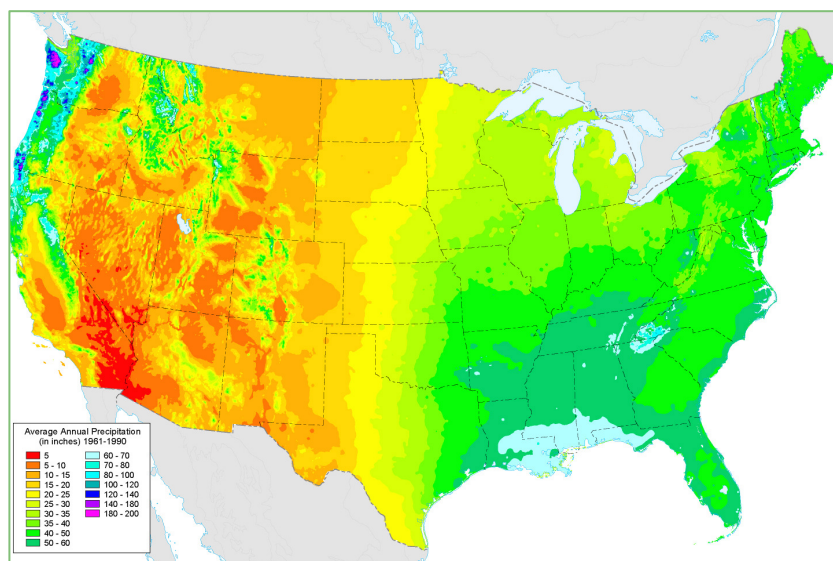 Average Annual Precipitation
(in inches) 1961-1990
5
5 - 10
10 - 15
15 - 20
20 - 25
25 - 30
30 - 35
35 - 40
40 - 50
50 - 60
60 - 70
70 - 80
80 - 100
100 - 120
120 - 140
140 - 180
180 - 200